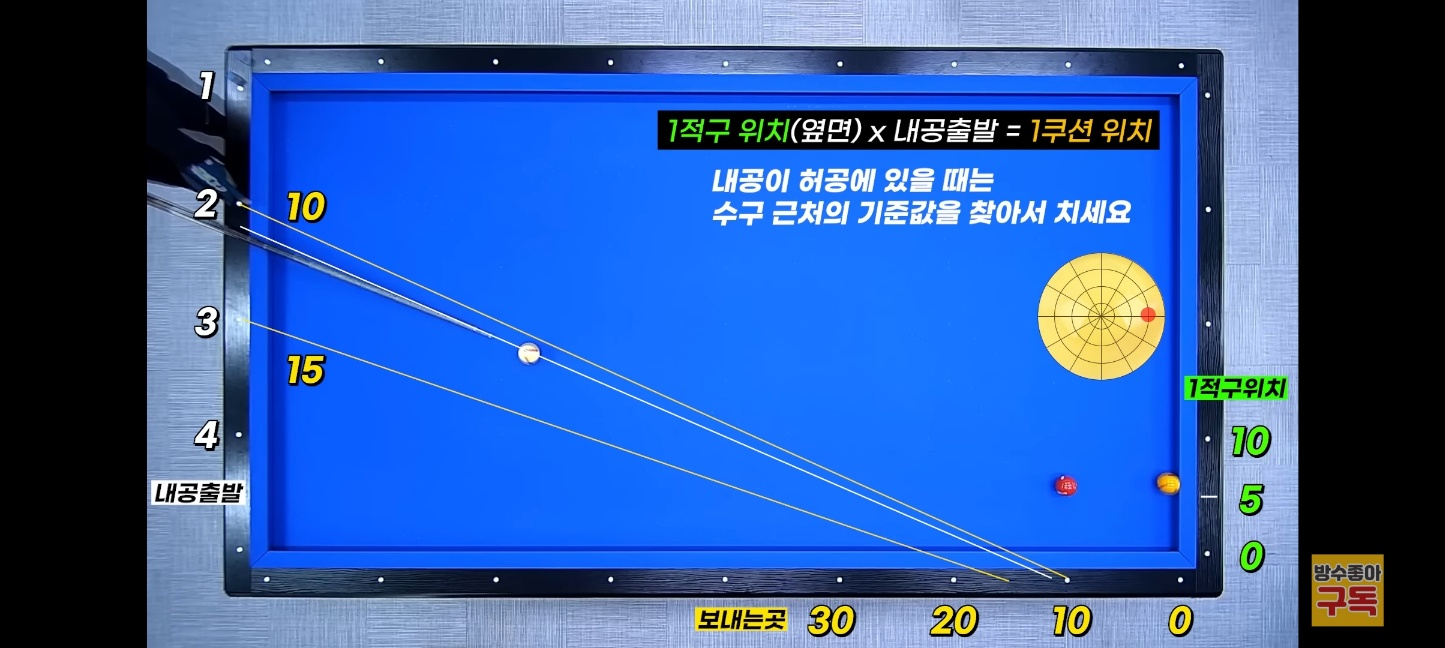 1적구 위치(옆면) x 내공출발 = 1쿠션 위치
내공이 허공에 있을 때는
수구 근처의 기준값을 찾아서 치세요
1
2
10
3
15
4
내공출발
1적구위치
10
5
0
보내는곳 30 20 10 0
방수좋아
구독